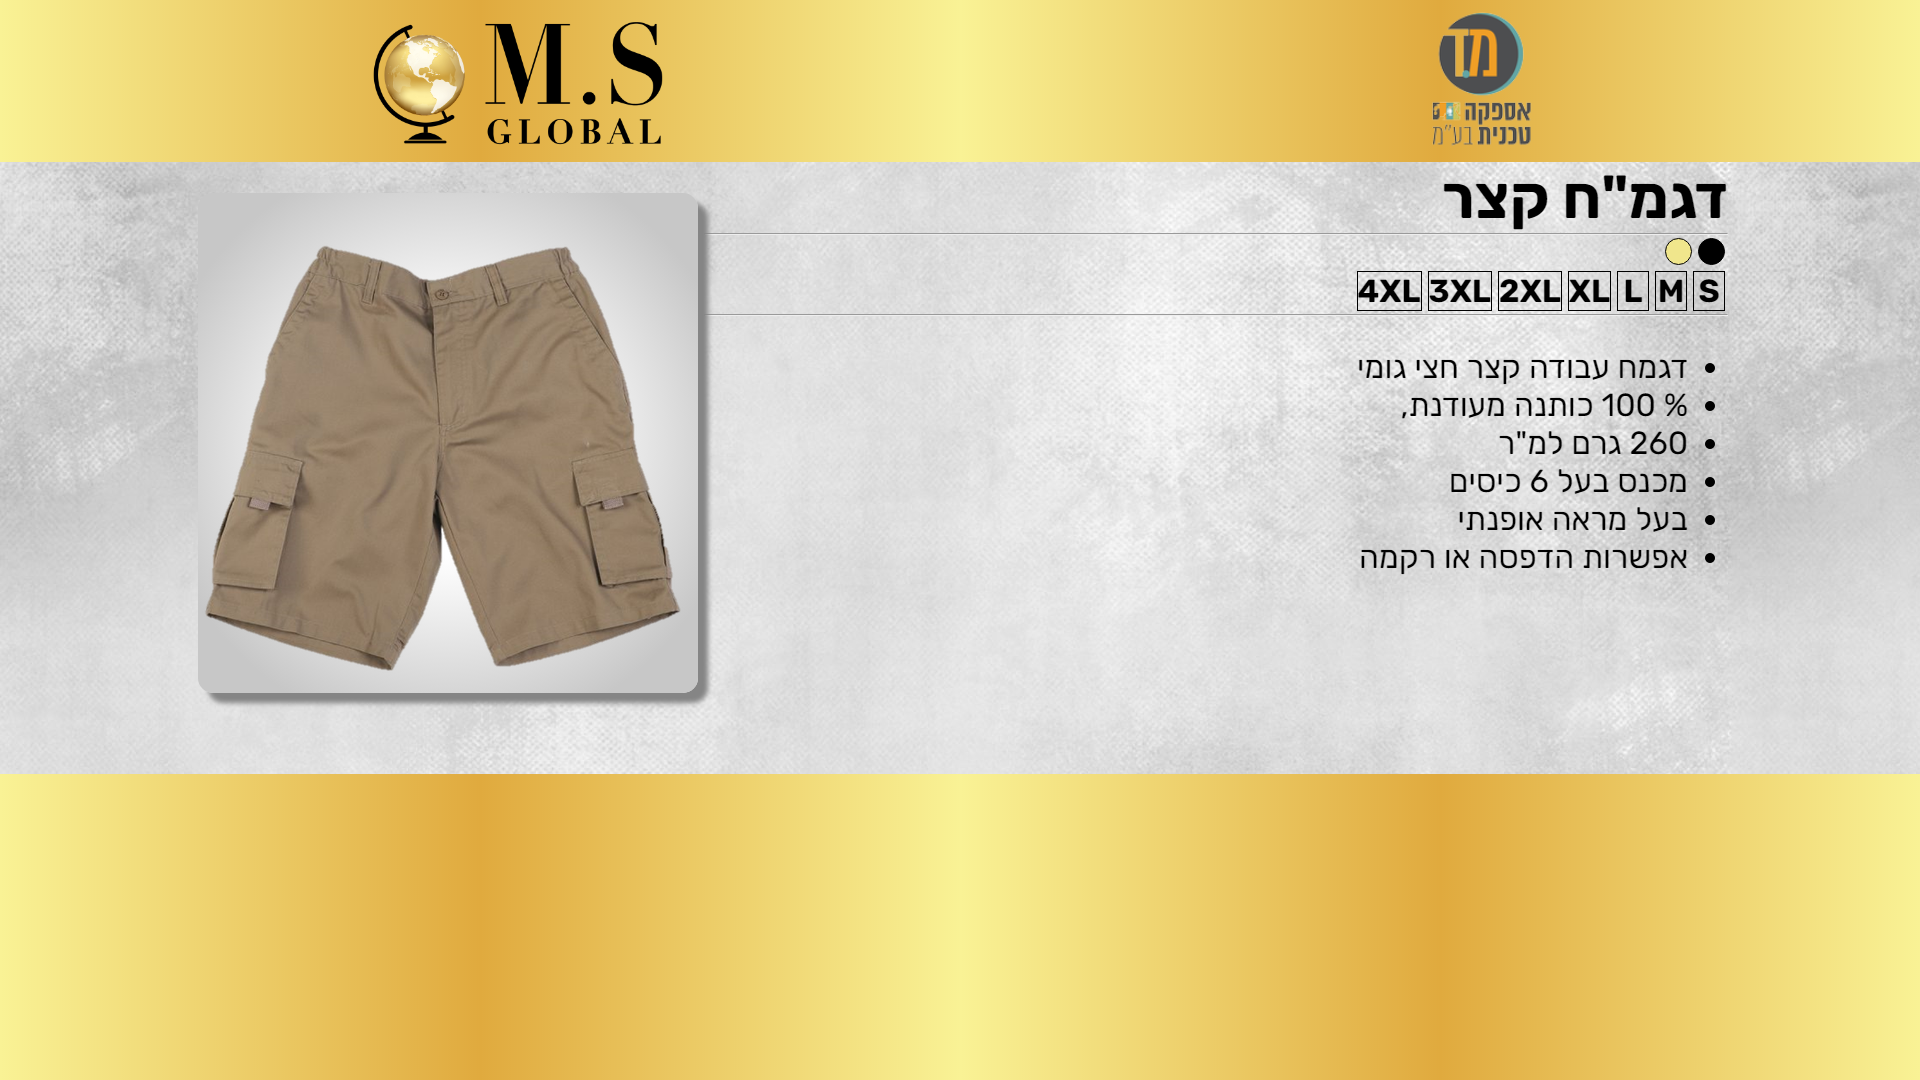 M.S
GLOBAL
מ.ד
אספקה
טכנית בע"מ
דגמ"ח קצר
S M L XL 2XL 3XL 4XL
דגמח עבודה קצר חצי גומי
% 100 כותנה מעודנת,
260 גרם למ"ר
מכנס בעל 6 כיסים
בעל מראה אופנתי
אפשרות הדפסה או רקמה